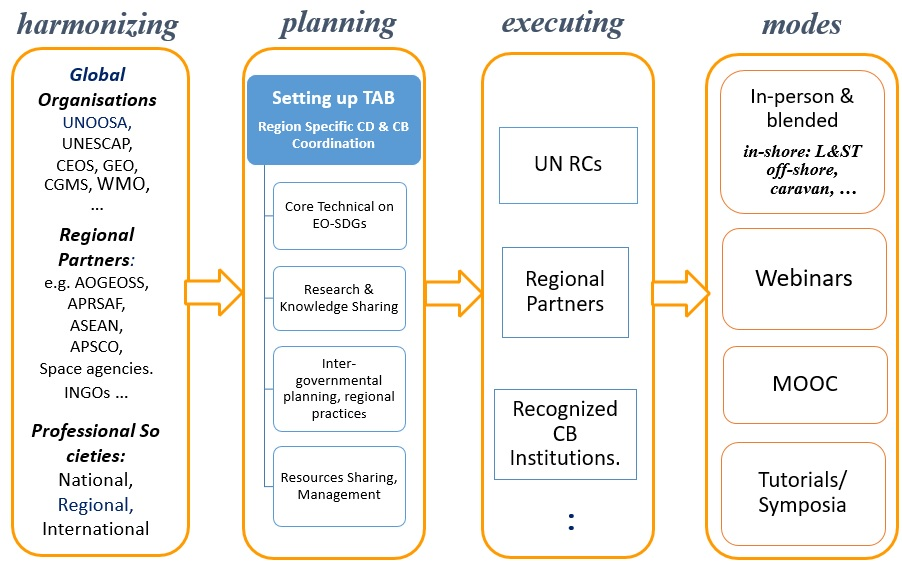 harmonizing
planning
executing
modes
Global
Organisations
UNOOSA,
UNESCAP,
CEOS, GEO,
CGMS, WMO,
...
Regional
Partners:
e.g. AOGEOSS,
APRSAF,
ASEAN,
APSCO,
Space agencies.
INGOs ...
Professional So
cieties:
National,
Regional,
International
Setting up TAB
Region Specific CD & CB
Coordination
Core Technical on
EO-SDGs
Research &
Knowledge Sharing
Inter-
governmental
planning, regional
practices
Resources Sharing,
Management
UN RCs
Regional
Partners
Recognized
CB
Institutions.
:
In-person &
blended
in-shore: L&ST
off-shore,
caravan, ...
Webinars
MOOC
Tutorials/
Symposia